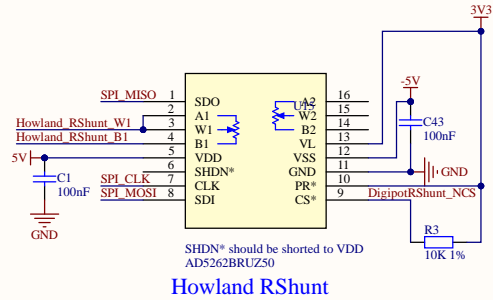 3V3
-5V
U15
SPI_MISO 1 SDO A2 16
2 A1 W2 15
Howland_RShunt_W1 3 W1 B2 14
Howland_RShunt_B1 4 B1 VL 13
5V 5 VDD VSS 12
6 SHDN* GND 11
SPI_CLK 7 CLK PR* 10
SPI_MOSI 8 SDI CS* 9
C43
100nF
GND
DigipotRShunt_NCS
C1
100nF
GND
R3
10K 1%
SHDN* should be shorted to VDD
AD5262BRUZ50
Howland RShunt